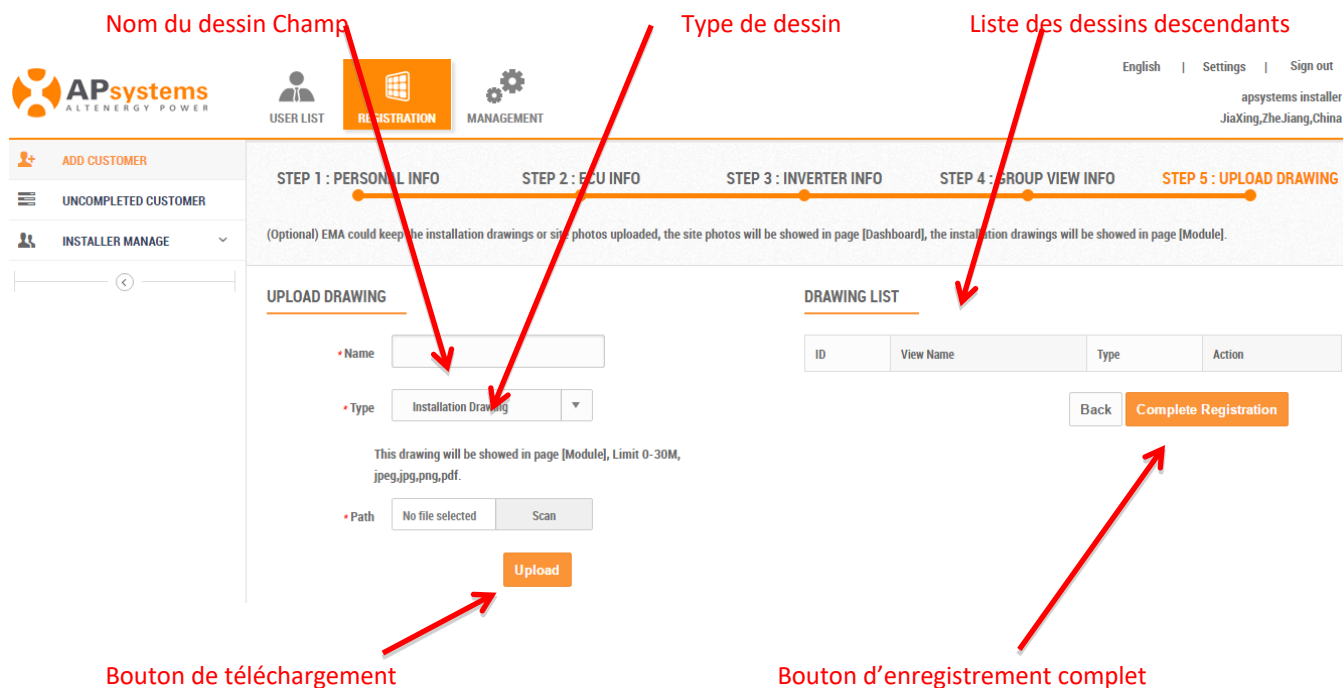 Nom du dessin Champ
Type de dessin
Liste des dessins descendants
English | Settings | Sign out
APsystems
ALTENERGY POWER
apsystems installer
JiaXing,ZheJiang,China
USER LIST
REGISTRATION
MANAGEMENT
ADD CUSTOMER
UNCOMPLETED CUSTOMER
INSTALLER MANAGE
STEP 1 : PERSONAL INFO
STEP 2 : ECU INFO
STEP 3 : INVERTER INFO
STEP 4 : GROUP VIEW INFO
STEP 5 : UPLOAD DRAWING
(Optional) EMA could keep the installation drawings or site photos uploaded, the site photos will be showed in page [Dashboard], the installation drawings will be showed in page [Module].
UPLOAD DRAWING
* Name
* Type Installation Drawing
This drawing will be showed in page [Module], Limit 0-30M,
jpeg,jpg,png,pdf.
* Path No file selected Scan
Upload
DRAWING LIST
ID View Name Type Action
Back Complete Registration
Bouton de téléchargement
Bouton d’enregistrement complet